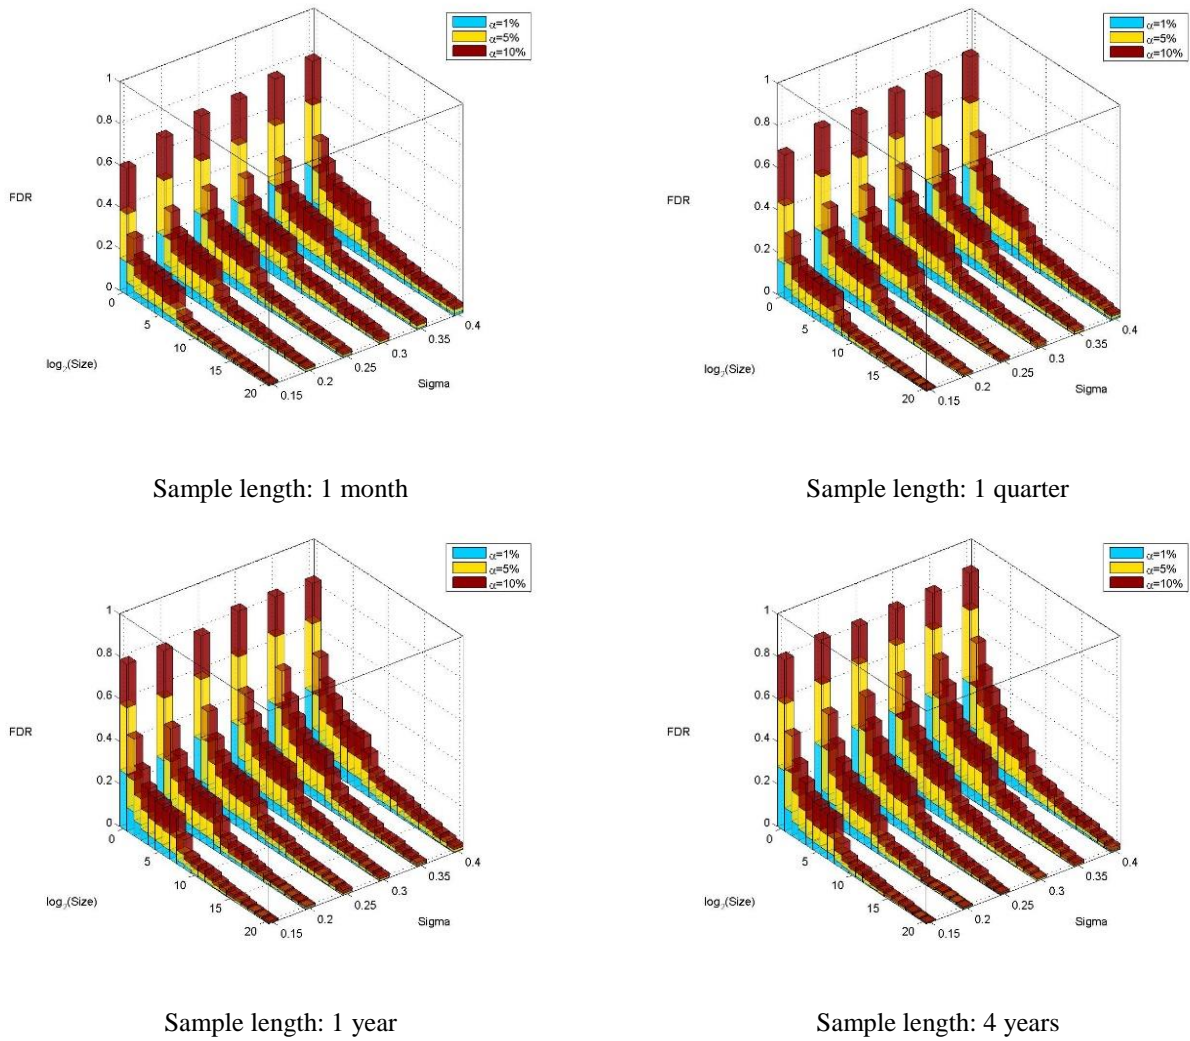 α=1%
α=5%
α=10%
1
0.8
0.6
FDR
0.4
0.2
0
0
5
10
15
20
log₂(Size)
0.15
0.2
0.25
0.3
0.35
0.4
Sigma
Sample length: 1 month
α=1%
α=5%
α=10%
1
0.8
0.6
FDR
0.4
0.2
0
0
5
10
15
20
log₂(Size)
0.15
0.2
0.25
0.3
0.35
0.4
Sigma
Sample length: 1 quarter
α=1%
α=5%
α=10%
1
0.8
0.6
FDR
0.4
0.2
0
0
5
10
15
20
log₂(Size)
0.15
0.2
0.25
0.3
0.35
0.4
Sigma
Sample length: 1 year
α=1%
α=5%
α=10%
1
0.8
0.6
FDR
0.4
0.2
0
0
5
10
15
20
log₂(Size)
0.15
0.2
0.25
0.3
0.35
0.4
Sigma
Sample length: 4 years